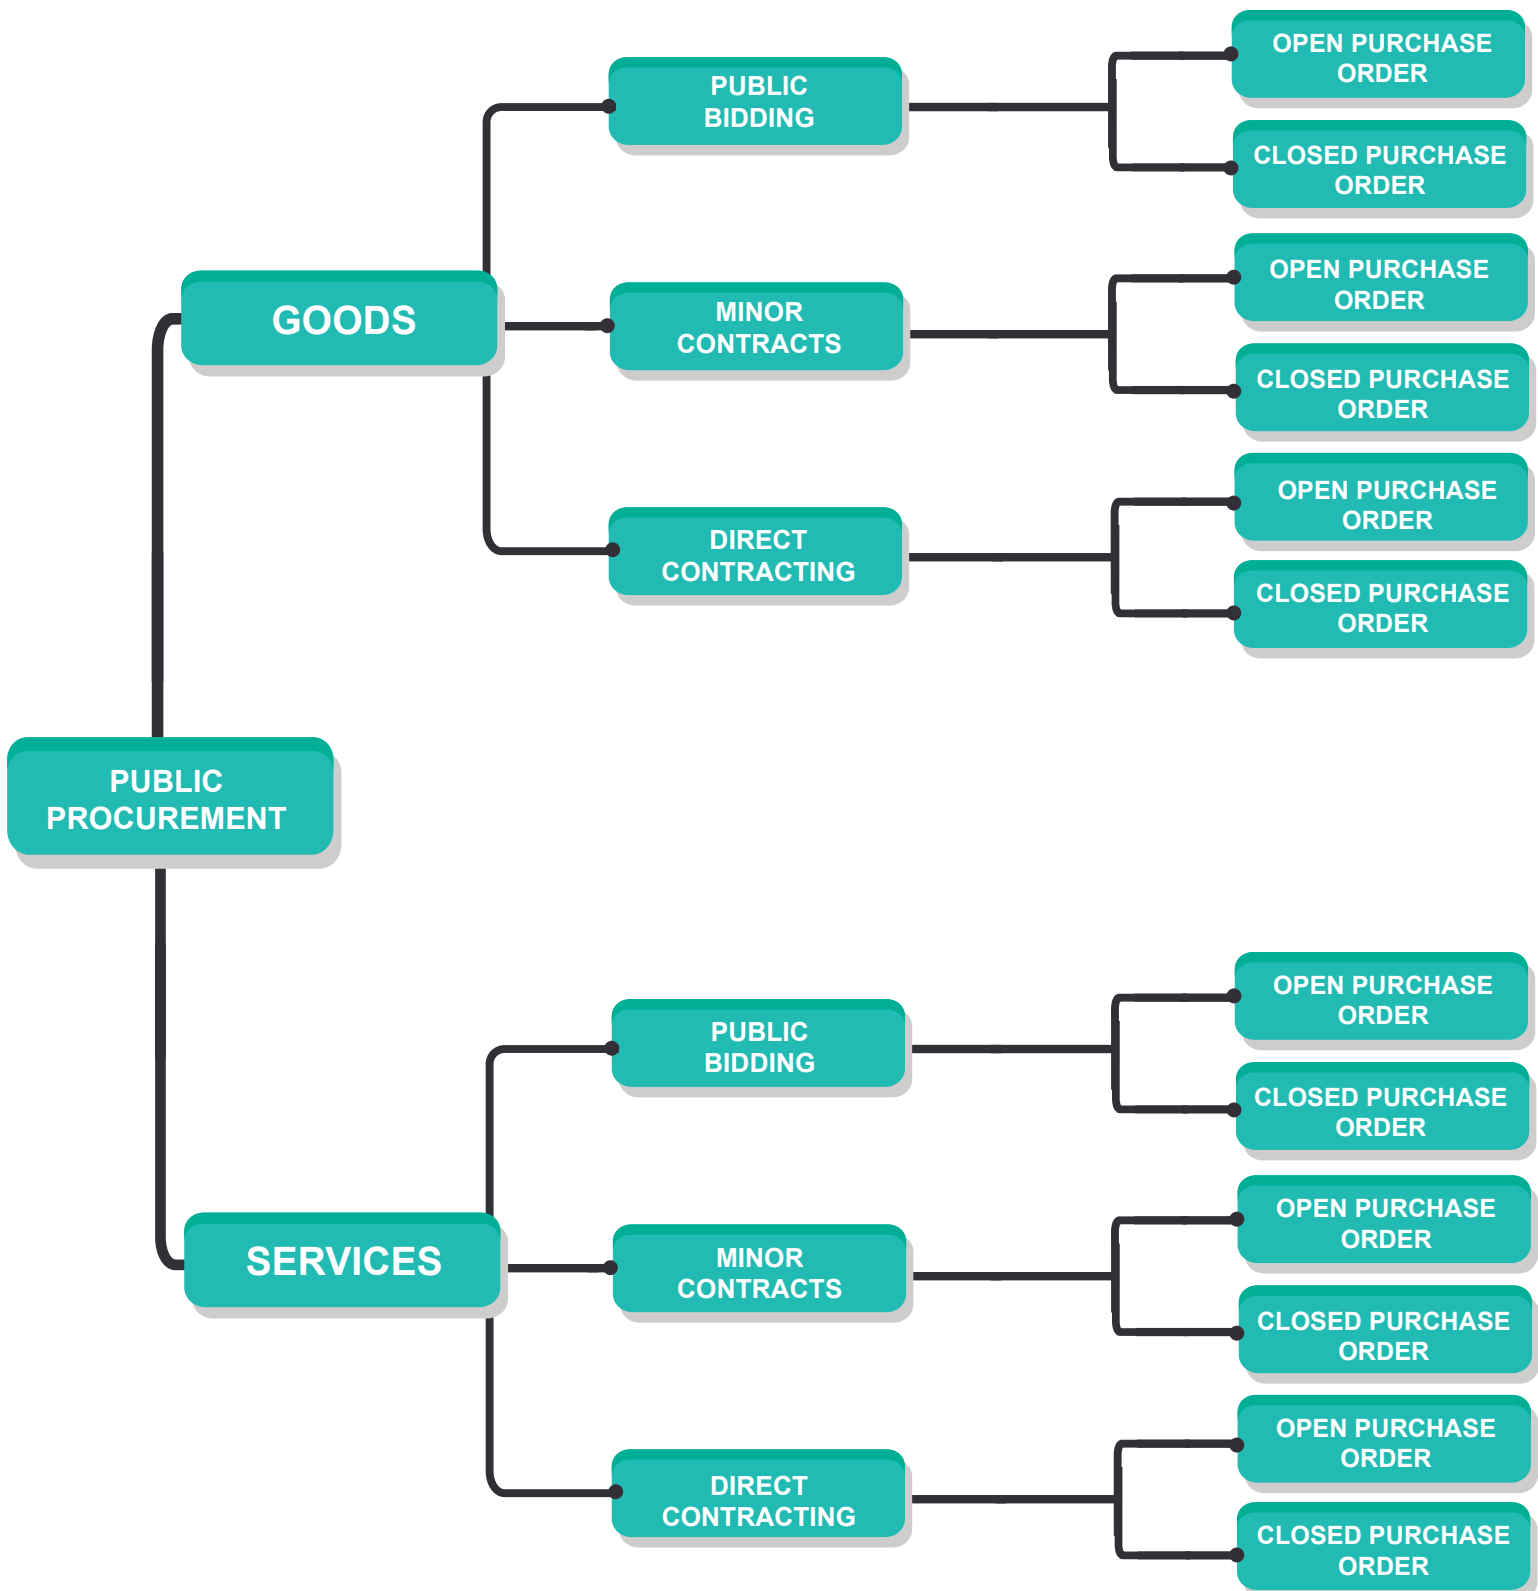 PUBLIC
PROCUREMENT
GOODS
PUBLIC
BIDDING
OPEN PURCHASE
ORDER
CLOSED PURCHASE
ORDER
MINOR
CONTRACTS
OPEN PURCHASE
ORDER
CLOSED PURCHASE
ORDER
DIRECT
CONTRACTING
OPEN PURCHASE
ORDER
CLOSED PURCHASE
ORDER
SERVICES
PUBLIC
BIDDING
OPEN PURCHASE
ORDER
CLOSED PURCHASE
ORDER
MINOR
CONTRACTS
OPEN PURCHASE
ORDER
CLOSED PURCHASE
ORDER
DIRECT
CONTRACTING
OPEN PURCHASE
ORDER
CLOSED PURCHASE
ORDER